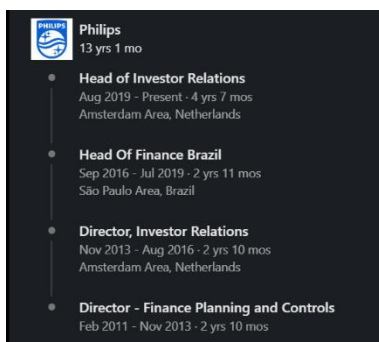 PHILIPS
Philips
13 yrs 1 mo
Head of Investor Relations
Aug 2019 - Present · 4 yrs 7 mos
Amsterdam Area, Netherlands
Head Of Finance Brazil
Sep 2016 - Jul 2019 · 2 yrs 11 mos
São Paulo Area, Brazil
Director, Investor Relations
Nov 2013 - Aug 2016 · 2 yrs 10 mos
Amsterdam Area, Netherlands
Director - Finance Planning and Controls
Feb 2011 - Nov 2013 · 2 yrs 10 mos